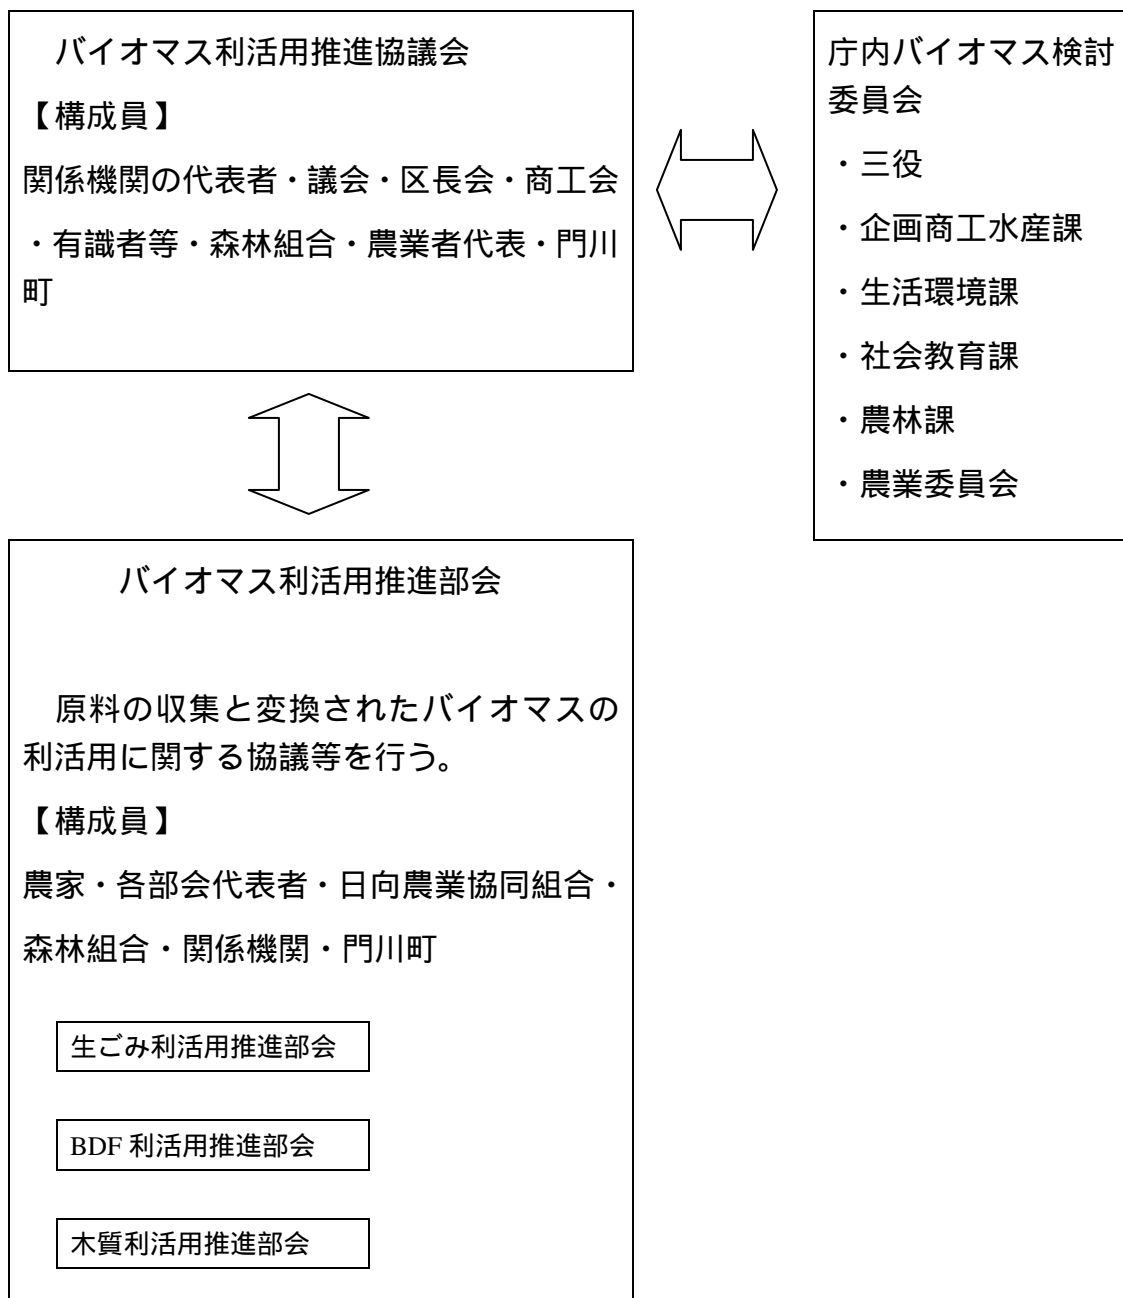 バイオマス利活用推進協議会
【構成員】
関係機関の代表者・議会・区長会・商工会
・有識者等・森林組合・農業者代表・門川
町
庁内バイオマス検討
委員会
・三役
・企画商工水産課
・生活環境課
・社会教育課
・農林課
・農業委員会
バイオマス利活用推進部会
原料の収集と変換されたバイオマスの
利活用に関する協議等を行う。
【構成員】
農家・各部会代表者・日向農業協同組合・
森林組合・関係機関・門川町
生ごみ利活用推進部会
BDF 利活用推進部会
木質利活用推進部会